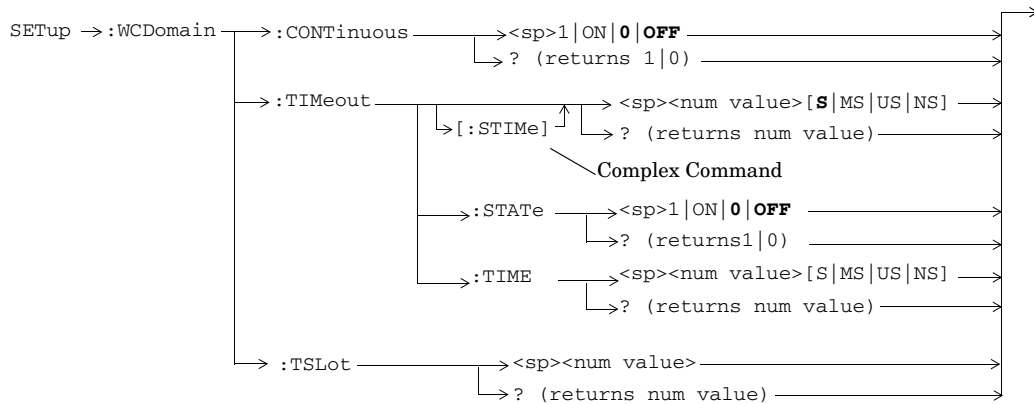 SETup :WCDomain :CONTinuous <sp>1|ON|0|OFF
? (returns 1|0)
:TIMeout <sp><num value>[S|MS|US|NS]
[:STIMe] ? (returns num value)
Complex Command
:STATe <sp>1|ON|0|OFF
? (returns1|0)
:TIME <sp><num value>[S|MS|US|NS]
? (returns num value)
:TSLot <sp><num value>
? (returns num value)